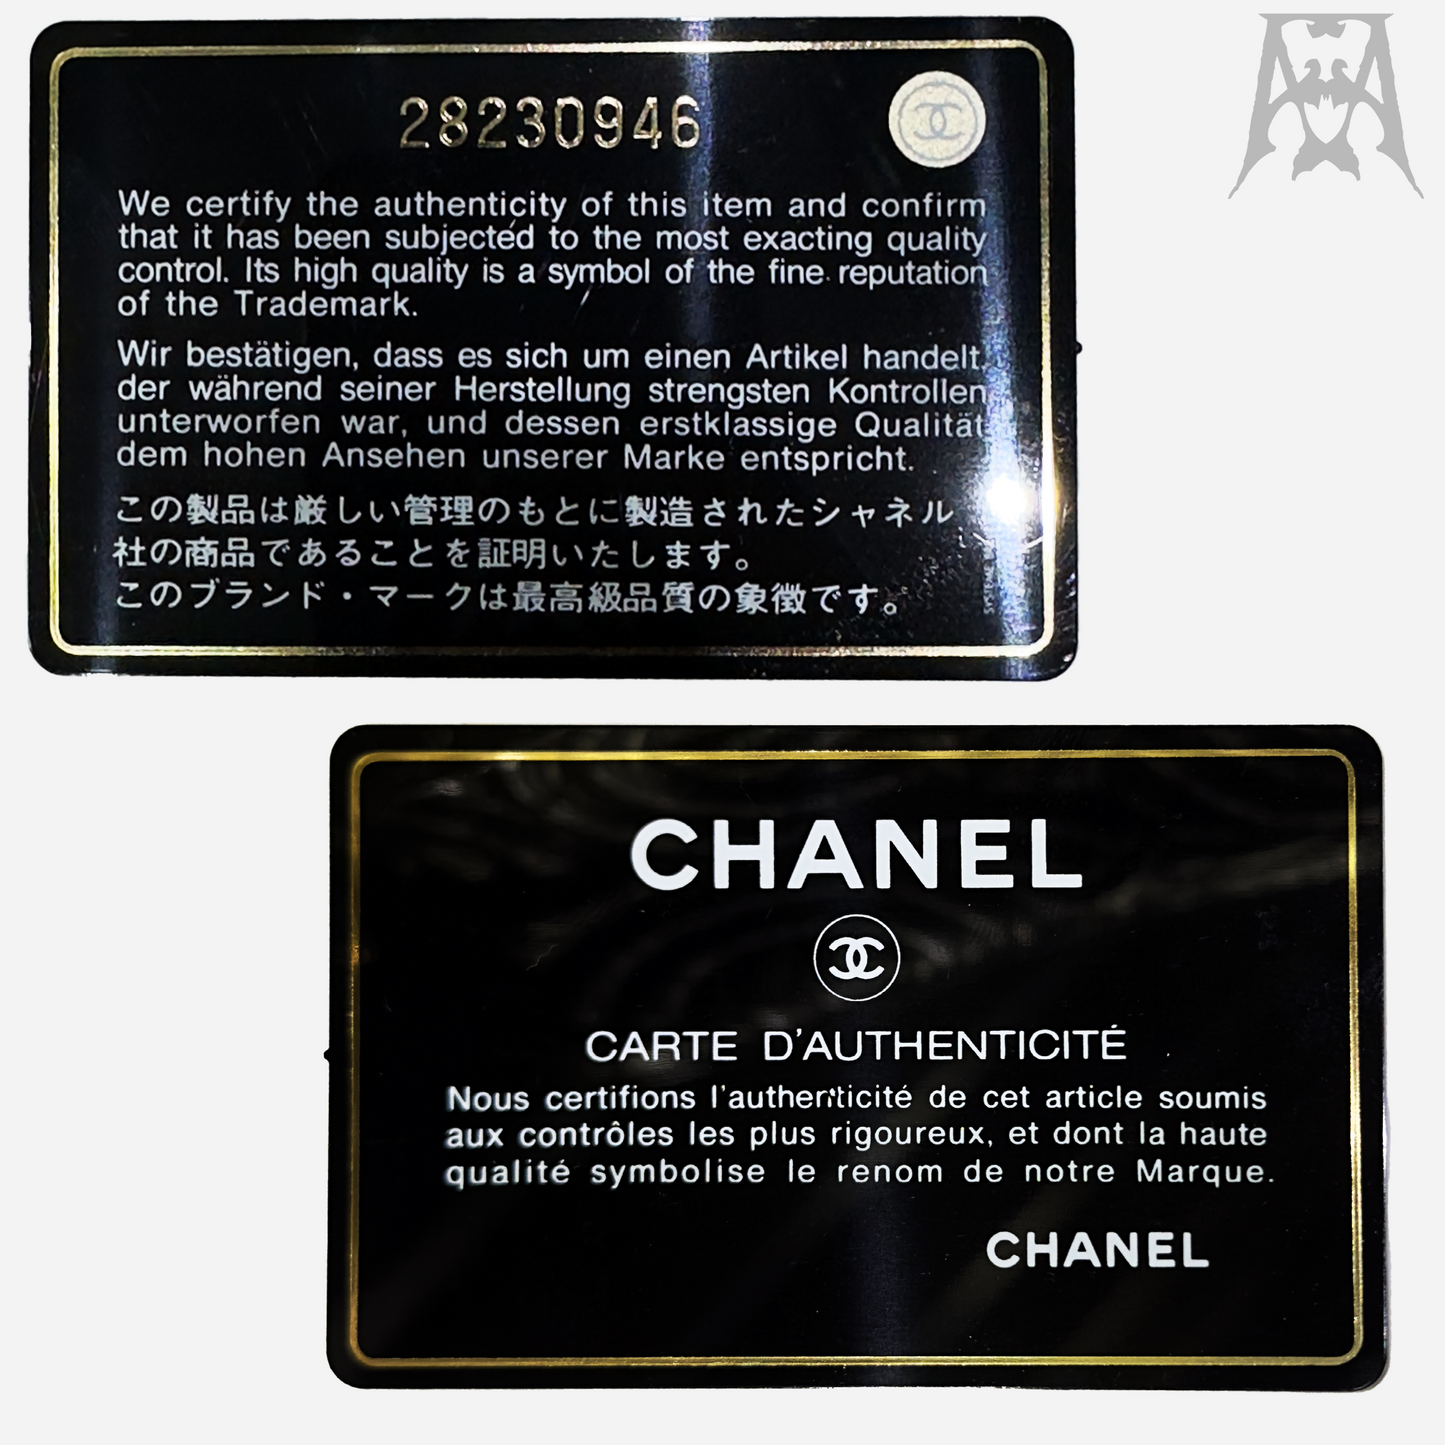 28230946
We certify the authenticity of this item and confirm
that it has been subjected to the most exacting quality
control. Its high quality is a symbol of the fine reputation
of the Trademark.
Wir bestätigen, dass es sich um einen Artikel handelt,
der während seiner Herstellung strengsten Kontrollen
unterworfen war, und dessen erstklassige Qualität
dem hohen Ansehen unserer Marke entspricht.
この製品は厳しい管理のもとに製造されたシャネル
社の商品であることを証明いたします。
このブランド・マークは最高級品質の象徴です。
CHANEL
CARTE D'AUTHENTICITÉ
Nous certifions l'authenticité de cet article soumis
aux contrôles les plus rigoureux, et dont la haute
qualité symbolise le renom de notre Marque.
CHANEL